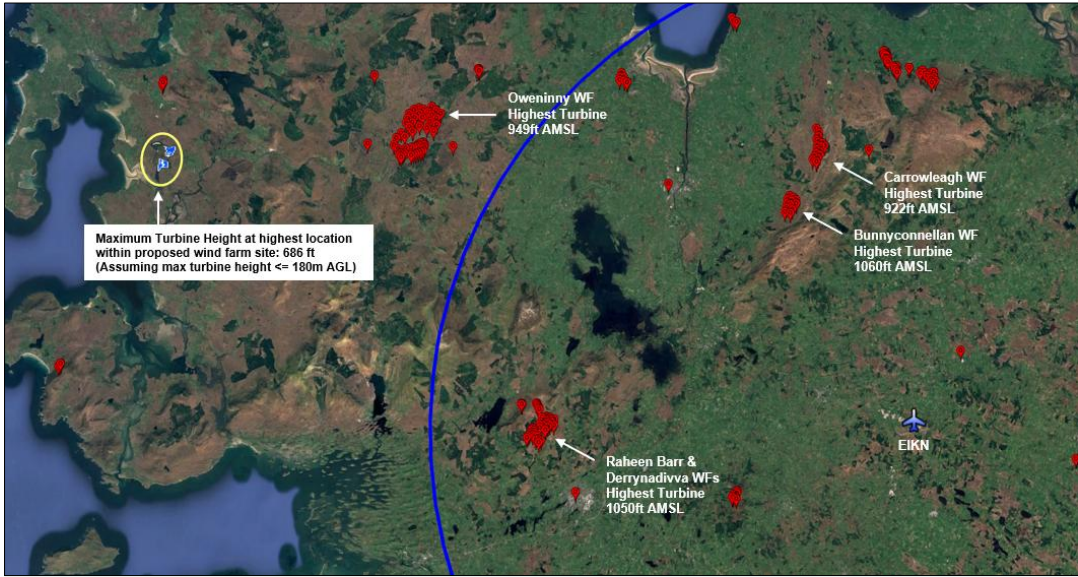 Oweninny WF
Highest Turbine
949ft AMSL
Carrowleagh WF
Highest Turbine
922ft AMSL
Maximum Turbine Height at highest location
within proposed wind farm site: 686 ft
(Assuming max turbine height <= 180m AGL)
Bunnyconnellan WF
Highest Turbine
1060ft AMSL
EIKN
Raheen Barr &
Derrynadivva WFs
Highest Turbine
1050ft AMSL